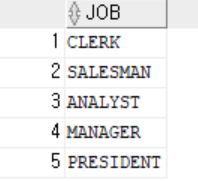 JOB
1 CLERK
2 SALESMAN
3 ANALYST
4 MANAGER
5 PRESIDENT